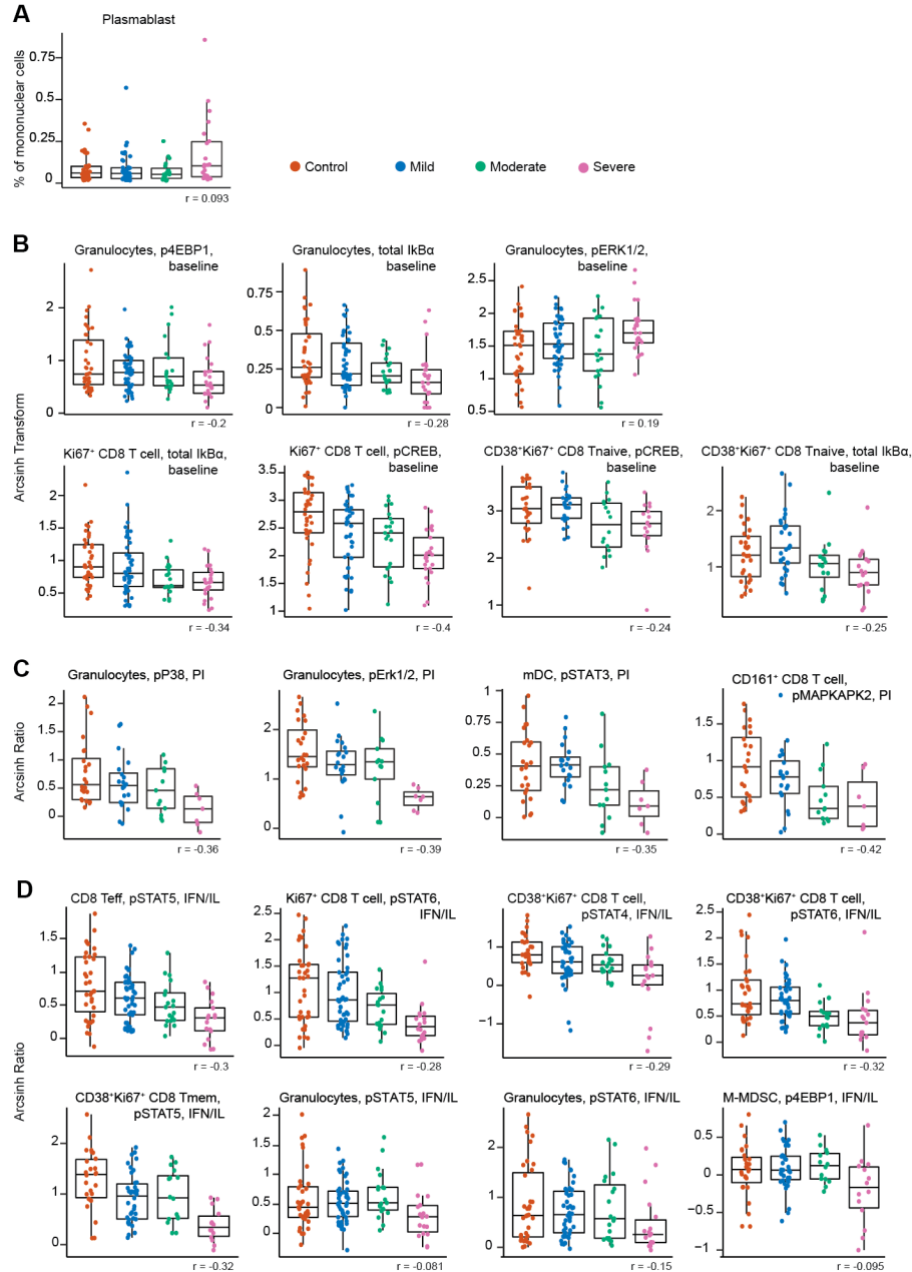 A
Plasmablast
% of mononuclear cells
0.75
0.5
0.25
0
r = 0.093
Control
Mild
Moderate
Severe
B
Arcsinh Transform
Granulocytes, p4EBP1,
baseline
2
1
0
r = -0.2
Granulocytes, total IkBα
baseline
0.75
0.5
0.25
0
r = -0.28
Granulocytes, pERK1/2,
baseline
2.5
2.0
1.5
1.0
0.5
r = 0.19
Ki67⁺ CD8 T cell, total IkBα,
baseline
2
1.5
1
0.5
r = -0.34
Ki67⁺ CD8 T cell, pCREB,
baseline
3.5
3
2.5
2
1.5
1
r = -0.4
CD38⁺Ki67⁺ CD8 Tnaive, pCREB,
baseline
3
2
1
r = -0.24
CD38⁺Ki67⁺ CD8 Tnaive, total IkBα,
baseline
2
1
r = -0.25
C
Arcsinh Ratio
Granulocytes, pP38, PI
2
1.5
1
0.5
0
r = -0.36
Granulocytes, pErk1/2, PI
2
1
0
r = -0.39
mDC, pSTAT3, PI
1
0.75
0.5
0.25
0
r = -0.35
CD161⁺ CD8 T cell,
pMAPKAPK2, PI
1.5
1
0.5
0
r = -0.42
D
Arcsinh Ratio
CD8 Teff, pSTAT5, IFN/IL
1.5
1
0.5
0
r = -0.3
Ki67⁺ CD8 T cell, pSTAT6,
IFN/IL
2.5
2
1.5
1
0.5
0
r = -0.28
CD38⁺Ki67⁺ CD8 T cell,
pSTAT4, IFN/IL
1
0
−1
r = -0.29
CD38⁺Ki67⁺ CD8 T cell,
pSTAT6, IFN/IL
2.5
2
1.5
1
0.5
0
r = -0.32
CD38⁺Ki67⁺ CD8 Tmem,
pSTAT5, IFN/IL
2
1
0
r = -0.32
Granulocytes, pSTAT5, IFN/IL
2
1.5
1.0
0.5
0.0
r = -0.081
Granulocytes, pSTAT6, IFN/IL
2
1
0
r = -0.15
M-MDSC, p4EBP1, IFN/IL
0.5
0.0
−0.5
−1
r = -0.095